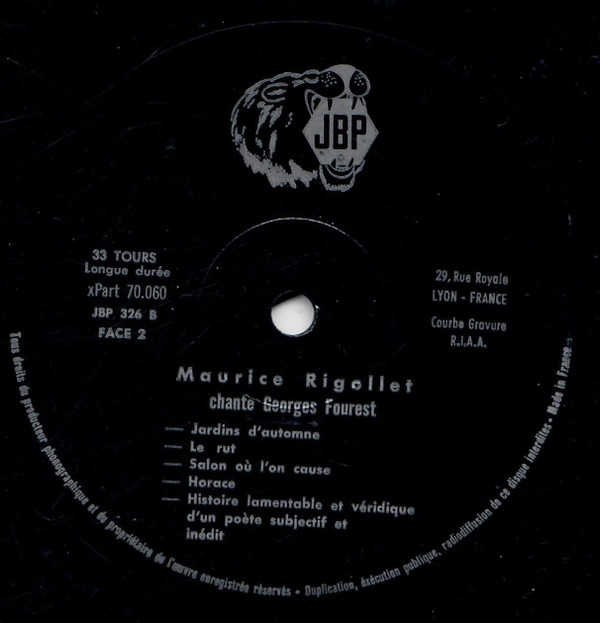 JBP
33 TOURS
Longue durée
xPart 70.060
JBP 326 B
FACE 2
29, Rue Royale
LYON - FRANCE
Courbe Gravure
R.I.A.A.
Maurice Rigollet
chante Georges Fourest
— Jardins d'automne
— Le rut
— Salon où l'on cause
— Horace
— Histoire lamentable et véridique
d'un poète subjectif et
inédit
Tous droits du producteur phonographique et du propriétaire de l'œuvre enregistrée réservés - Duplication, éxécution publique, radiodiffusion de ce disque interdites - Made in France